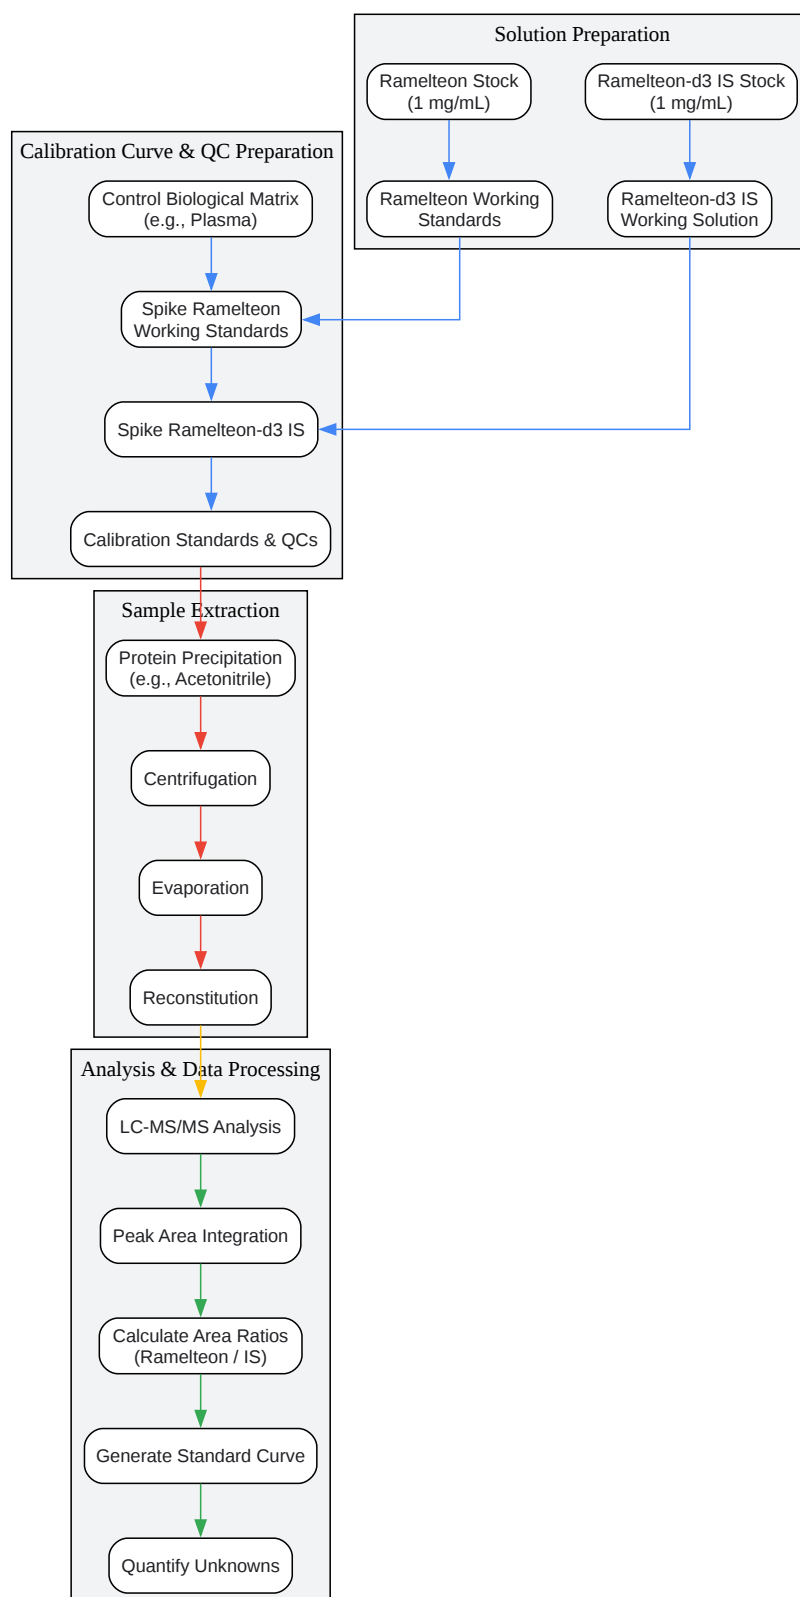 Solution Preparation
Ramelteon Stock
(1 mg/mL)
Ramelteon-d3 IS Stock
(1 mg/mL)
Ramelteon Working
Standards
Ramelteon-d3 IS
Working Solution
Calibration Curve & QC Preparation
Control Biological Matrix
(e.g., Plasma)
Spike Ramelteon
Working Standards
Spike Ramelteon-d3 IS
Calibration Standards & QCs
Sample Extraction
Protein Precipitation
(e.g., Acetonitrile)
Centrifugation
Evaporation
Reconstitution
Analysis & Data Processing
LC-MS/MS Analysis
Peak Area Integration
Calculate Area Ratios
(Ramelteon / IS)
Generate Standard Curve
Quantify Unknowns